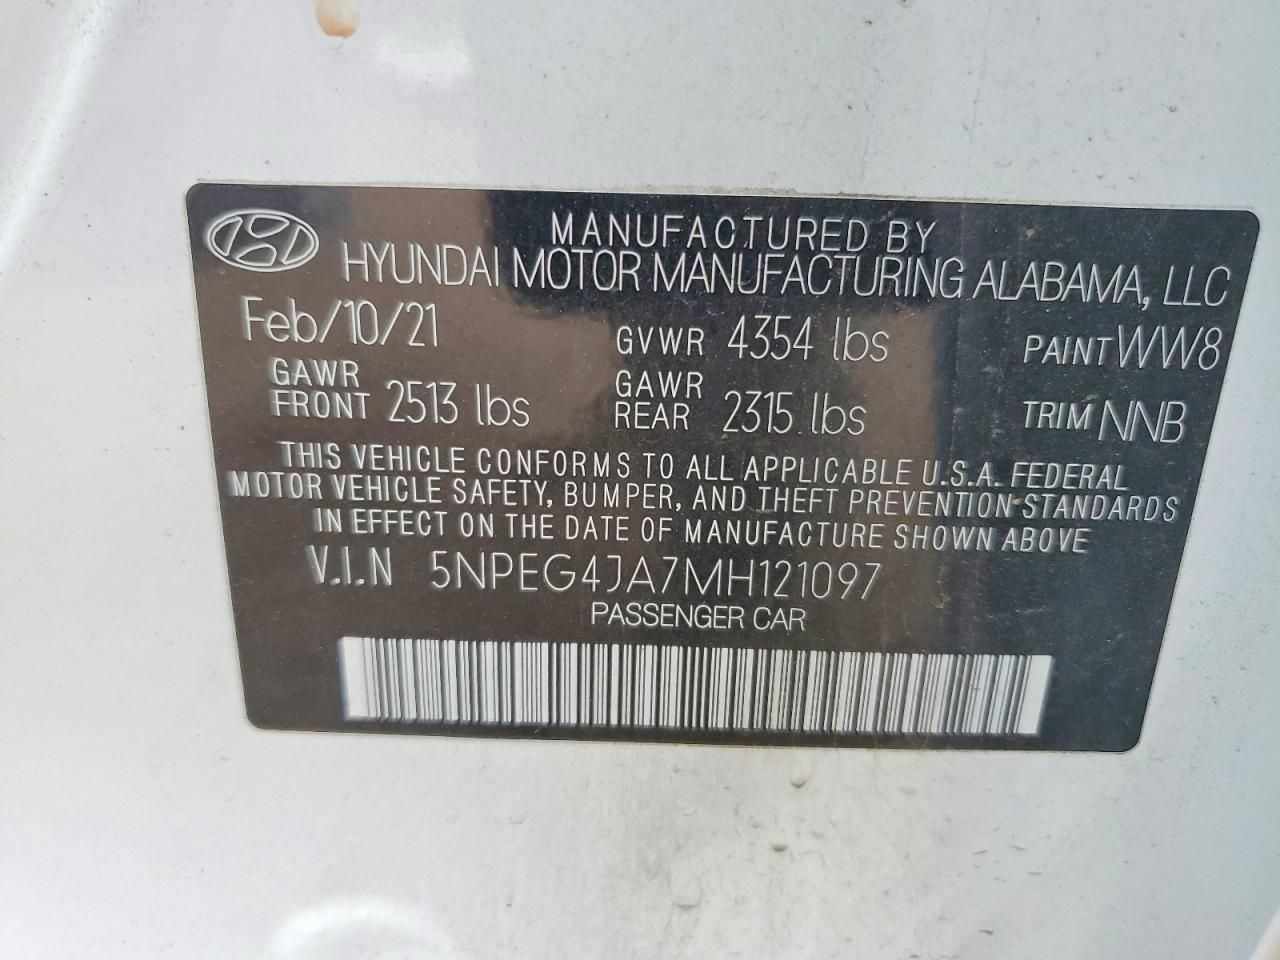 MANUFACTURED BY
HYUNDAI MOTOR MANUFACTURING ALABAMA, LLC
Feb/10/21 GVWR 4354 lbs PAINT WW8
GAWR FRONT 2513 lbs GAWR REAR 2315 lbs TRIM NNB
THIS VEHICLE CONFORMS TO ALL APPLICABLE U.S.A. FEDERAL
MOTOR VEHICLE SAFETY, BUMPER, AND THEFT PREVENTION STANDARDS
IN EFFECT ON THE DATE OF MANUFACTURE SHOWN ABOVE
V.I.N 5NPEG4JA7MH121097
PASSENGER CAR